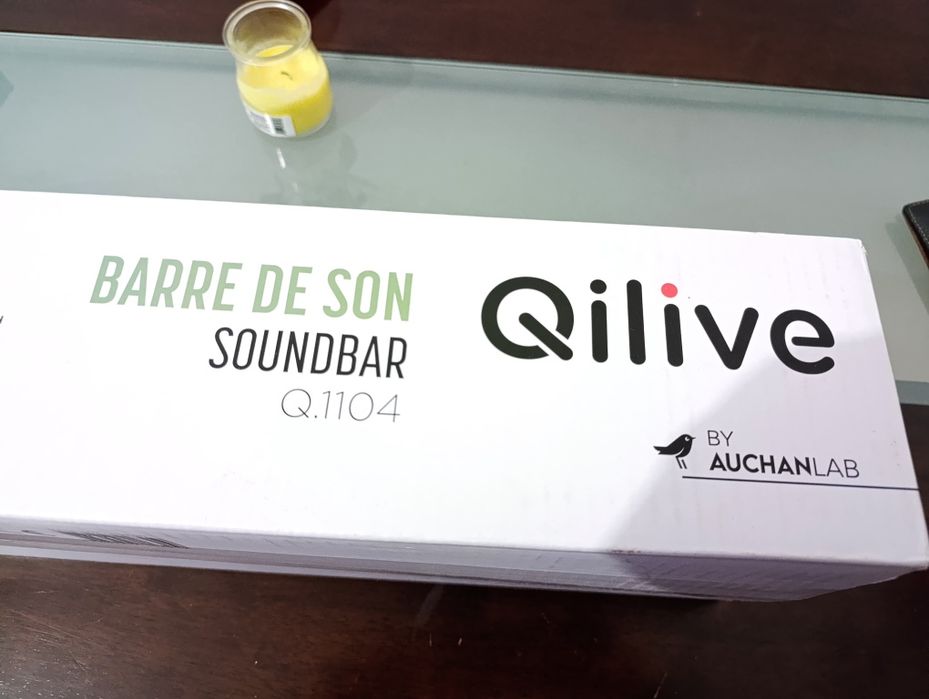 BARRE DE SON
SOUNDBAR
Q.1104
Qilive
BY
AUCHANLAB